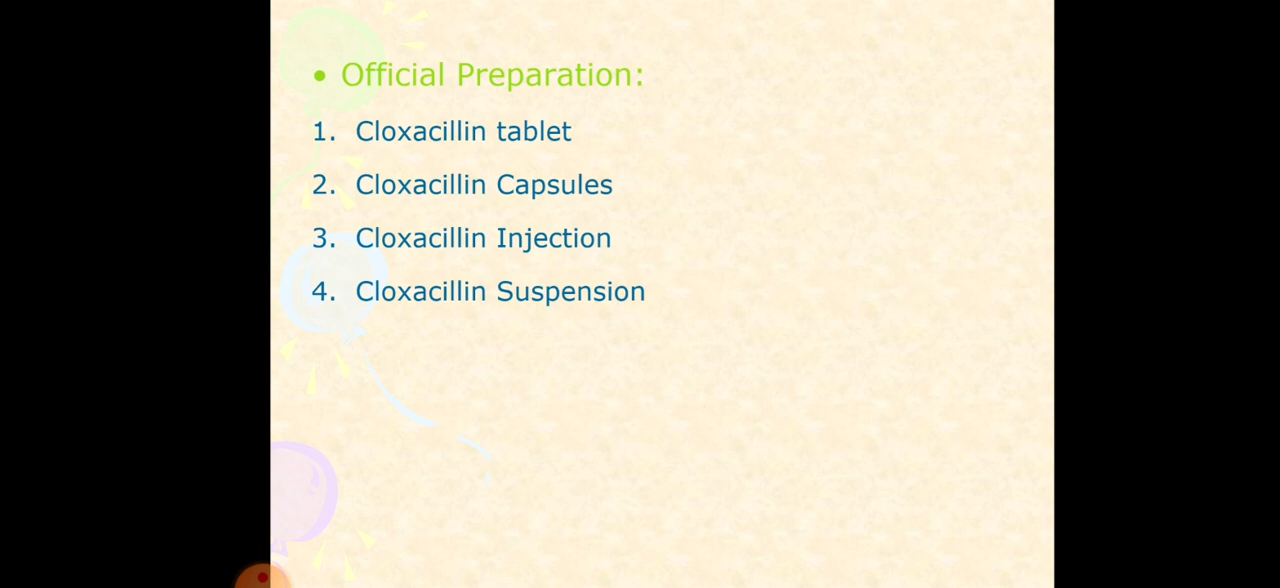 • Official Preparation:
1. Cloxacillin tablet
2. Cloxacillin Capsules
3. Cloxacillin Injection
4. Cloxacillin Suspension